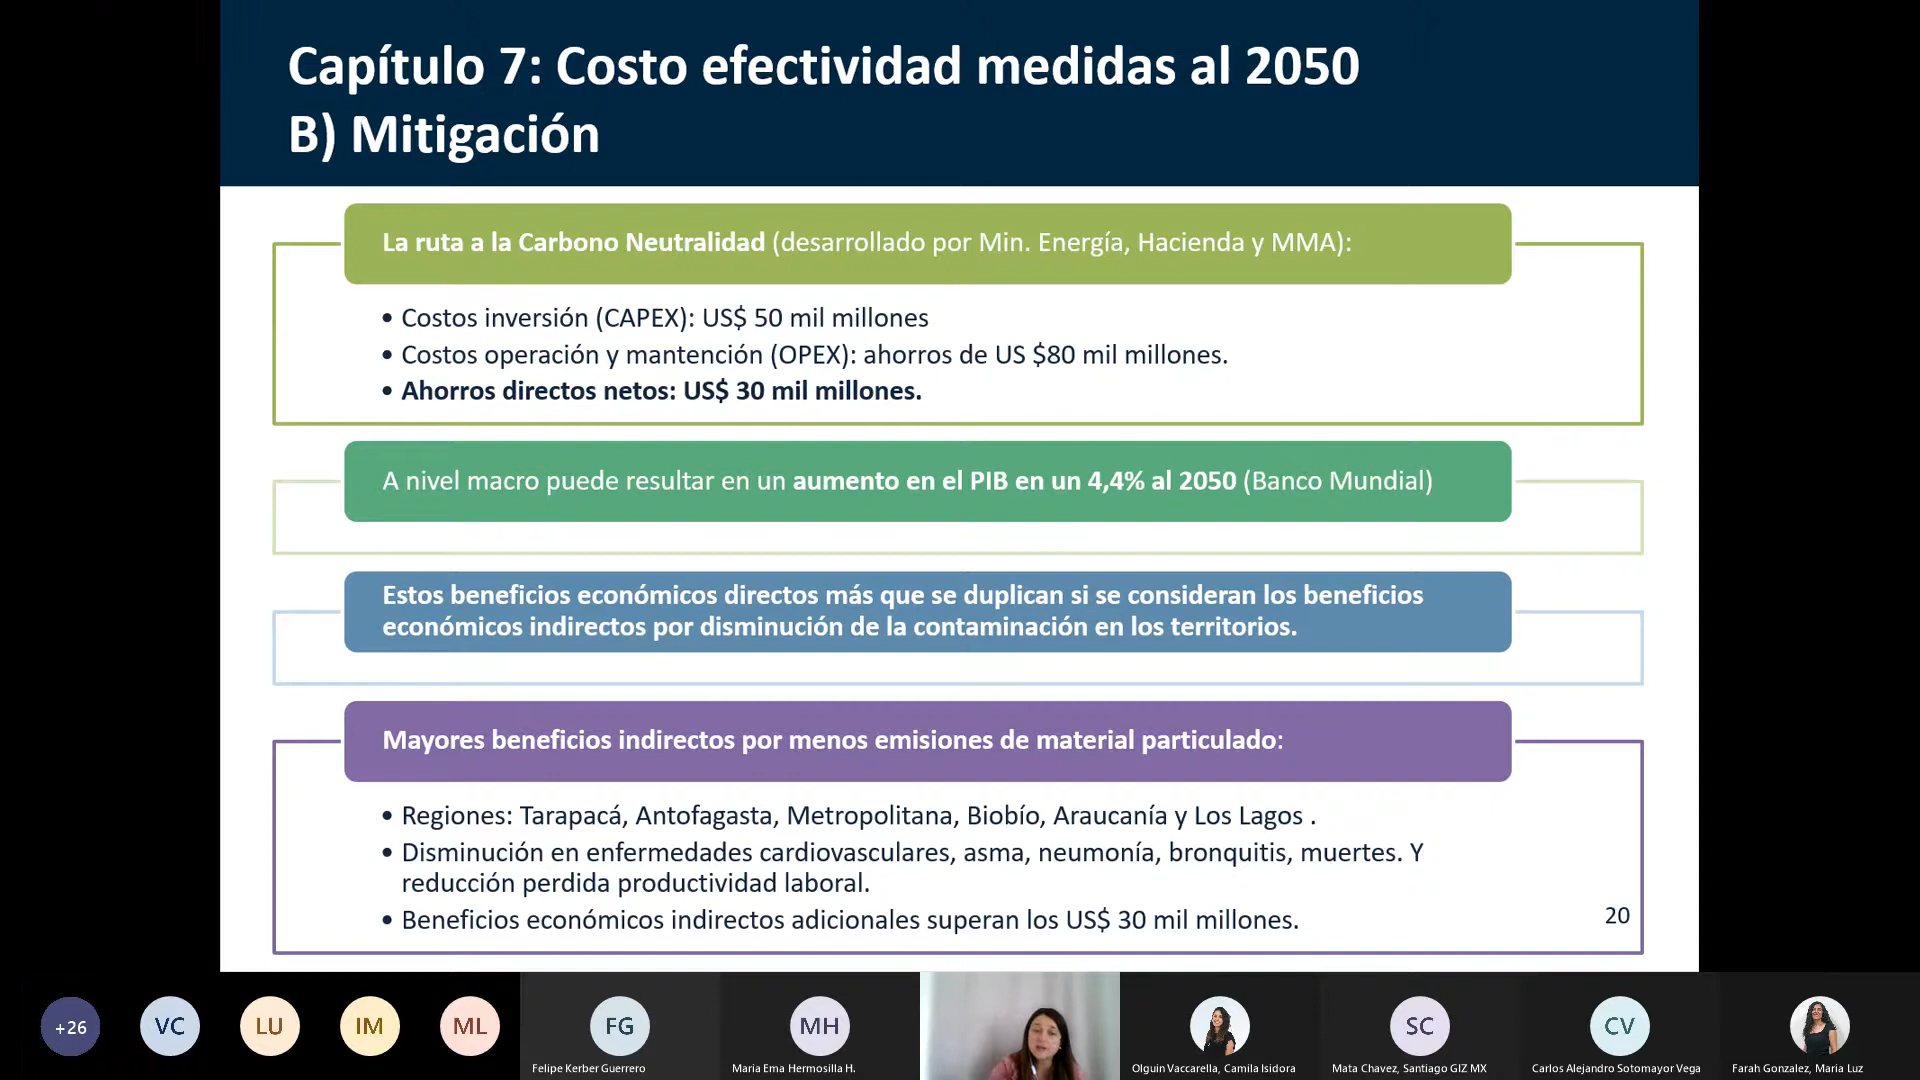 Capítulo 7: Costo efectividad medidas al 2050
B) Mitigación
La ruta a la Carbono Neutralidad (desarrollado por Min. Energía, Hacienda y MMA):
• Costos inversión (CAPEX): US$ 50 mil millones
• Costos operación y mantención (OPEX): ahorros de US $80 mil millones.
• Ahorros directos netos: US$ 30 mil millones.
A nivel macro puede resultar en un aumento en el PIB en un 4,4% al 2050 (Banco Mundial)
Estos beneficios económicos directos más que se duplican si se consideran los beneficios
económicos indirectos por disminución de la contaminación en los territorios.
Mayores beneficios indirectos por menos emisiones de material particulado:
• Regiones: Tarapacá, Antofagasta, Metropolitana, Biobío, Araucanía y Los Lagos .
• Disminución en enfermedades cardiovasculares, asma, neumonía, bronquitis, muertes. Y
reducción perdida productividad laboral.
• Beneficios económicos indirectos adicionales superan los US$ 30 mil millones.
20
+26
VC
LU
IM
ML
FG
MH
SC
CV
Felipe Kerber Guerrero
Maria Ema Hermosilla H.
Olguin Vaccarella, Camila Isidora
Mata Chavez, Santiago GIZ MX
Carlos Alejandro Sotomayor Vega
Farah Gonzalez, Maria Luz